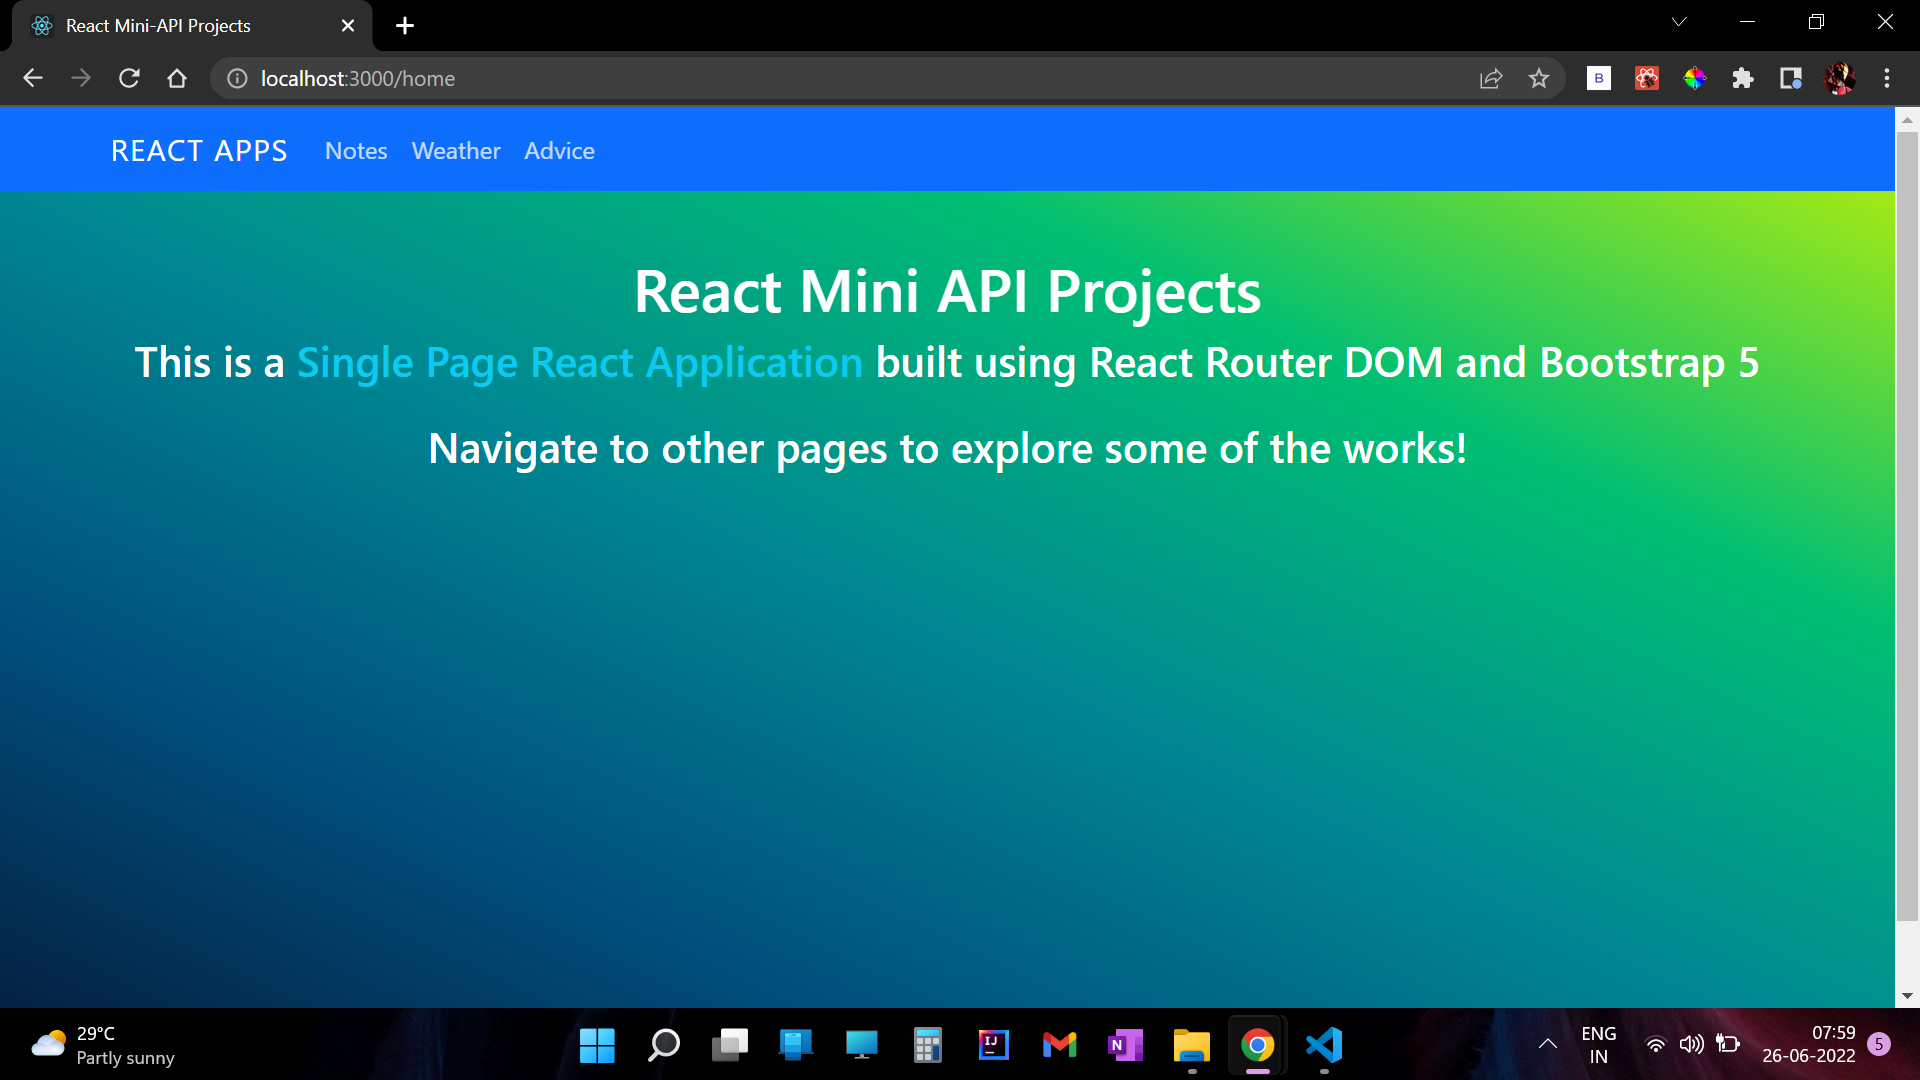 React Mini-API Projects
localhost:3000/home
B
REACT APPS Notes Weather Advice
React Mini API Projects
This is a Single Page React Application built using React Router DOM and Bootstrap 5
Navigate to other pages to explore some of the works!
29°C
Partly sunny
IJ
N
ENG
IN
07:59
26-06-2022
5